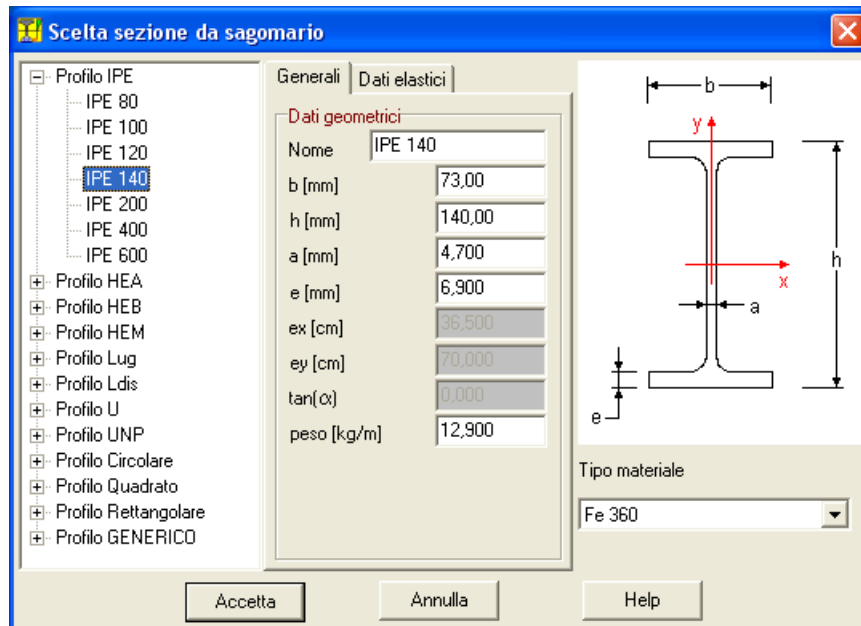 Scelta sezione da sagomario
Profilo IPE
IPE 80
IPE 100
IPE 120
IPE 140
IPE 200
IPE 400
IPE 600
Profilo HEA
Profilo HEB
Profilo HEM
Profilo Lug
Profilo Ldis
Profilo U
Profilo UNP
Profilo Circolare
Profilo Quadrato
Profilo Rettangolare
Profilo GENERICO
Generali Dati elastici
Dati geometrici
Nome IPE 140
b [mm] 73,00
h [mm] 140,00
a [mm] 4,700
e [mm] 6,900
ex [cm] 36,500
ey [cm] 70,000
tan(α) 0,000
peso [kg/m] 12,900
b
y
h
x
a
e
Tipo materiale
Fe 360
Accetta Annulla Help